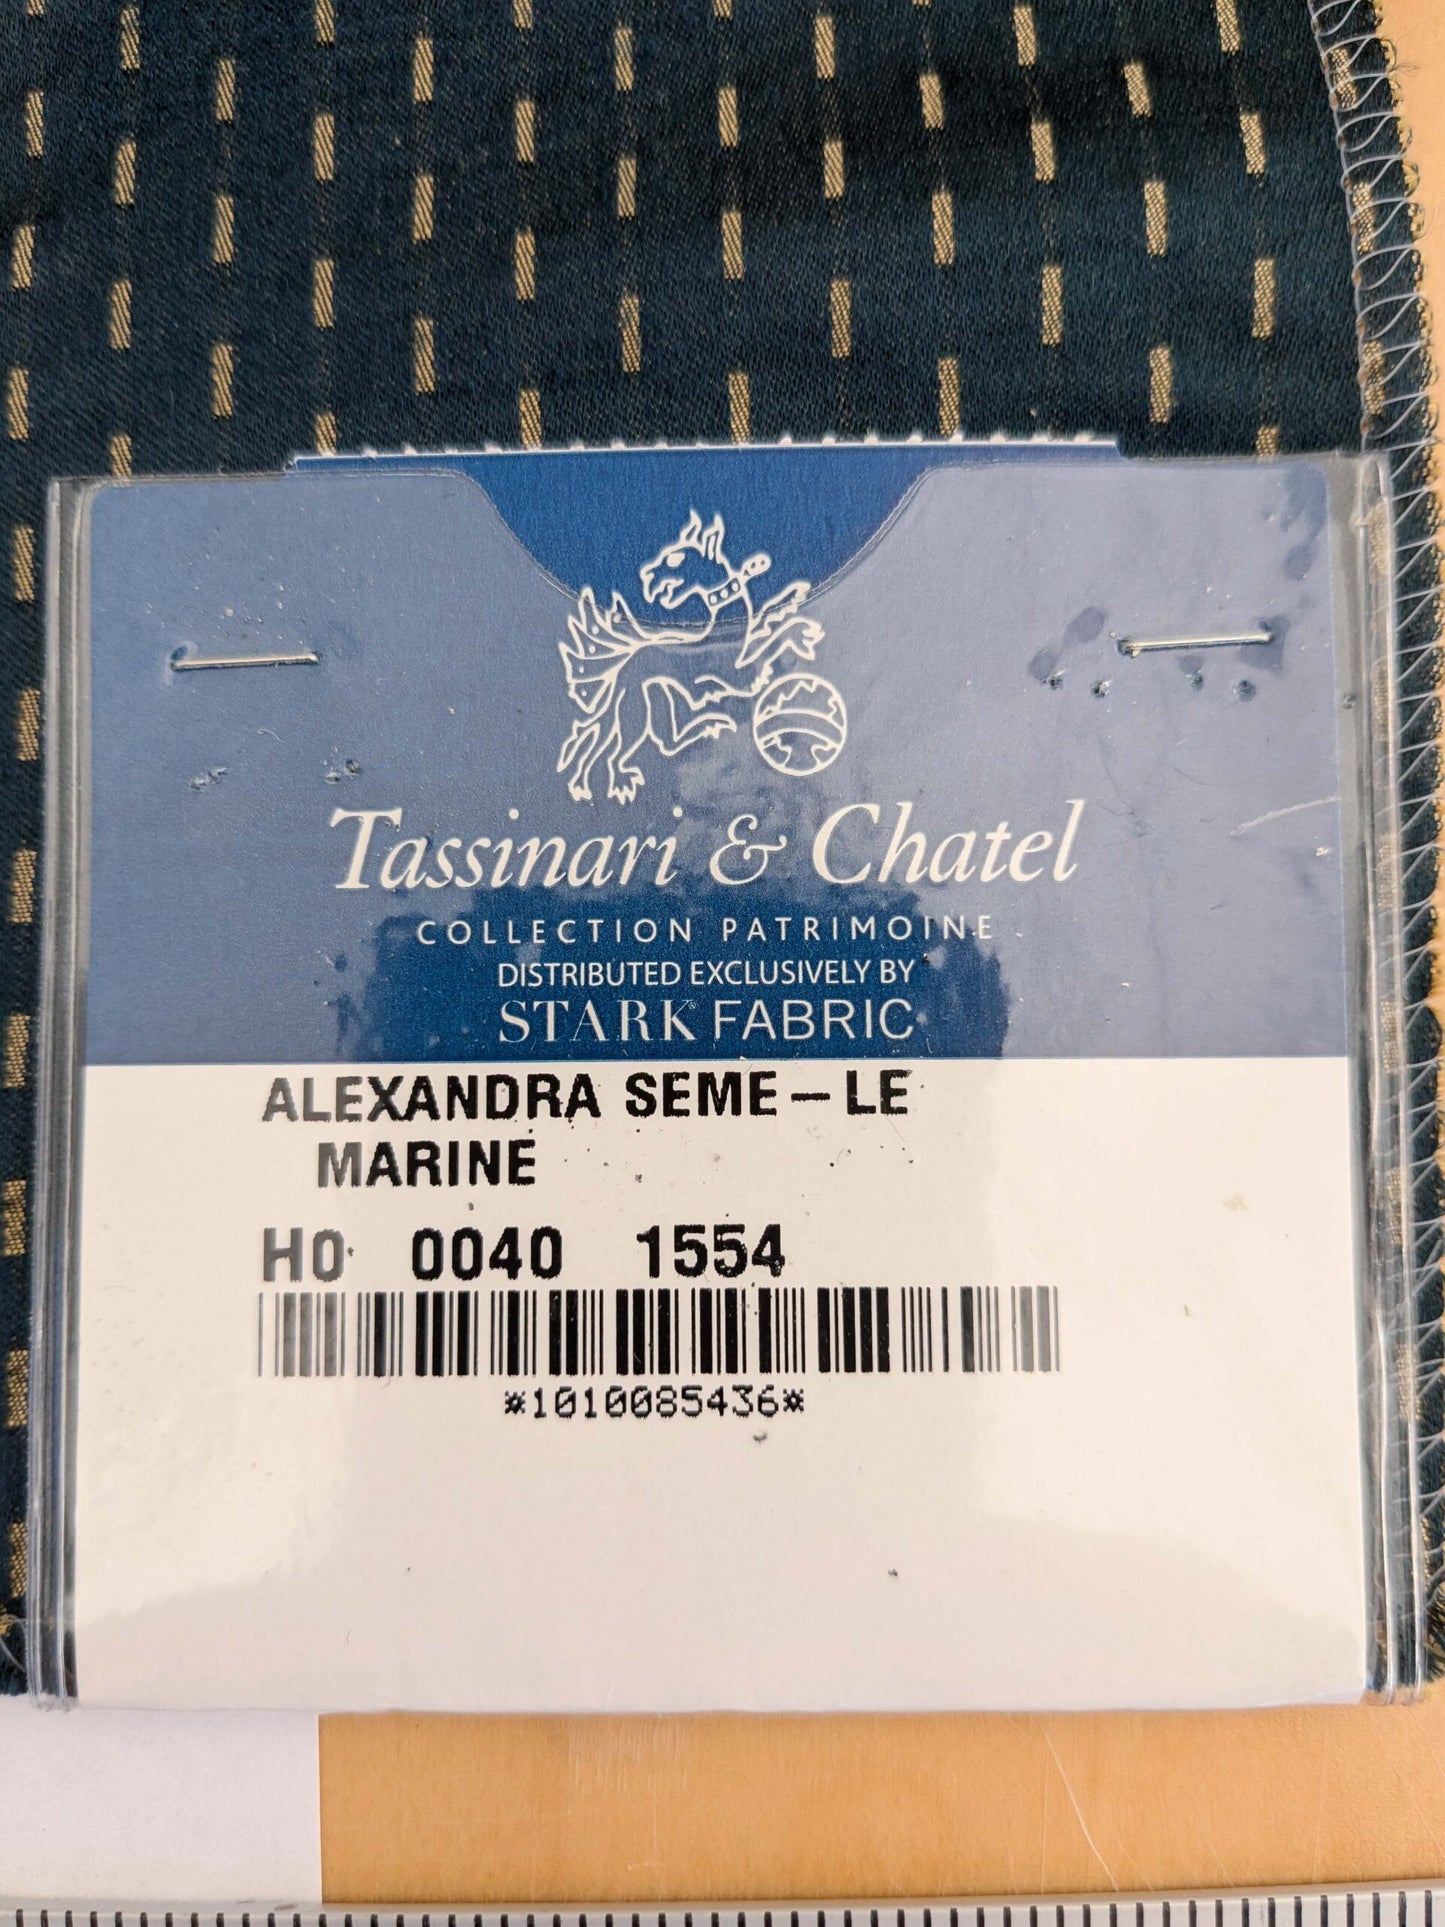 Tassinari & Chatel
COLLECTION PATRIMOINE
DISTRIBUTED EXCLUSIVELY BY
STARK® FABRIC
ALEXANDRA SEME-LE
MARINE
H0 0040 1554
*1010085436*